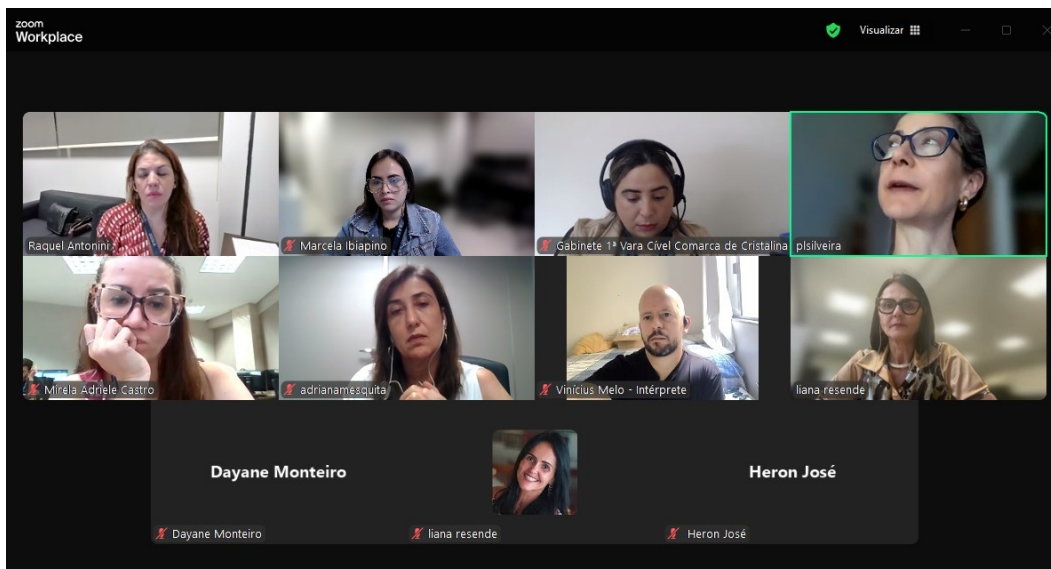 zoom
Workplace
Visualizar
Raquel Antonini
Marcela Ibiapino
Gabinete 1ª Vara Cível Comarca de Cristalina
plsilveira
Mirela Adriele Castro
adrianamesquita
Vinícius Melo - Intérprete
liana resende
Dayane Monteiro
Heron José
Dayane Monteiro
liana resende
Heron José